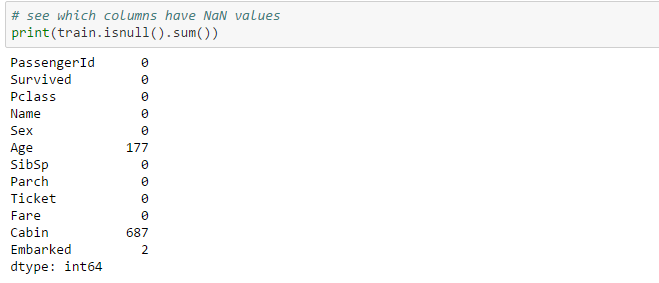 # see which columns have NaN values
print(train.isnull().sum())
PassengerId 0
Survived 0
Pclass 0
Name 0
Sex 0
Age 177
SibSp 0
Parch 0
Ticket 0
Fare 0
Cabin 687
Embarked 2
dtype: int64